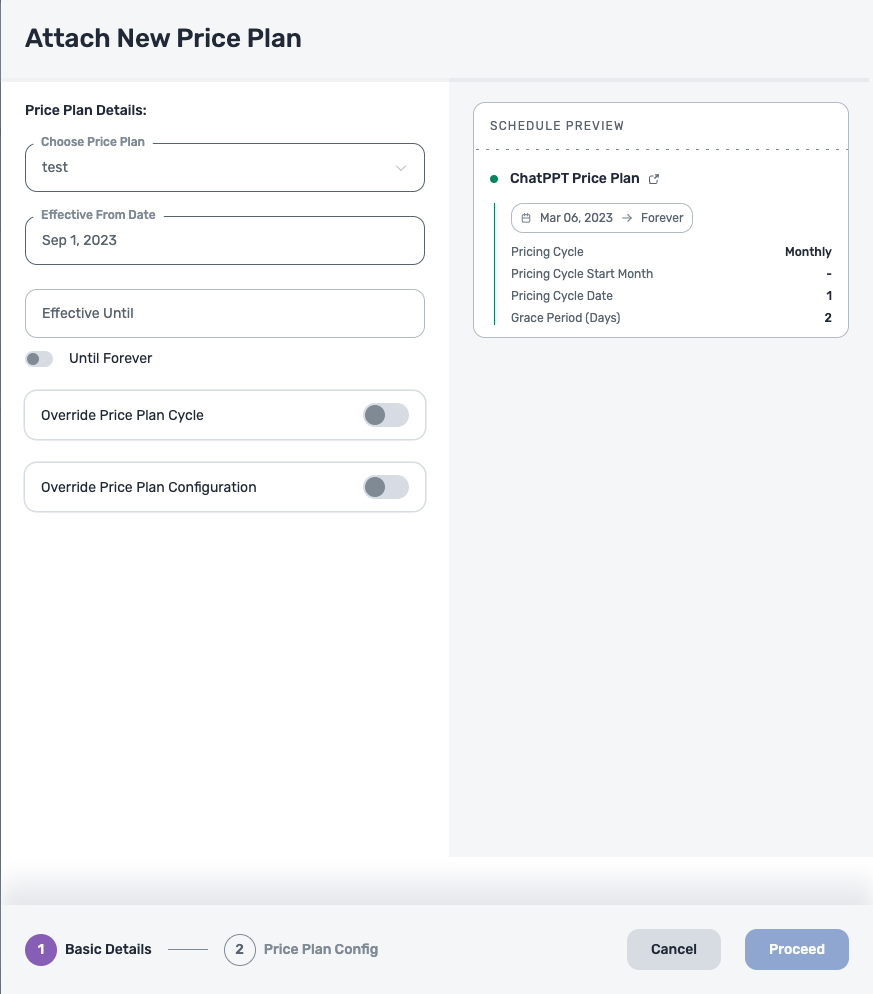 Attach New Price Plan
Price Plan Details:
Choose Price Plan
test
Effective From Date
Sep 1, 2023
Effective Until
Until Forever
Override Price Plan Cycle
Override Price Plan Configuration
SCHEDULE PREVIEW
ChatPPT Price Plan
Mar 06, 2023 → Forever
Pricing Cycle Monthly
Pricing Cycle Start Month -
Pricing Cycle Date 1
Grace Period (Days) 2
1 Basic Details 2 Price Plan Config Cancel Proceed